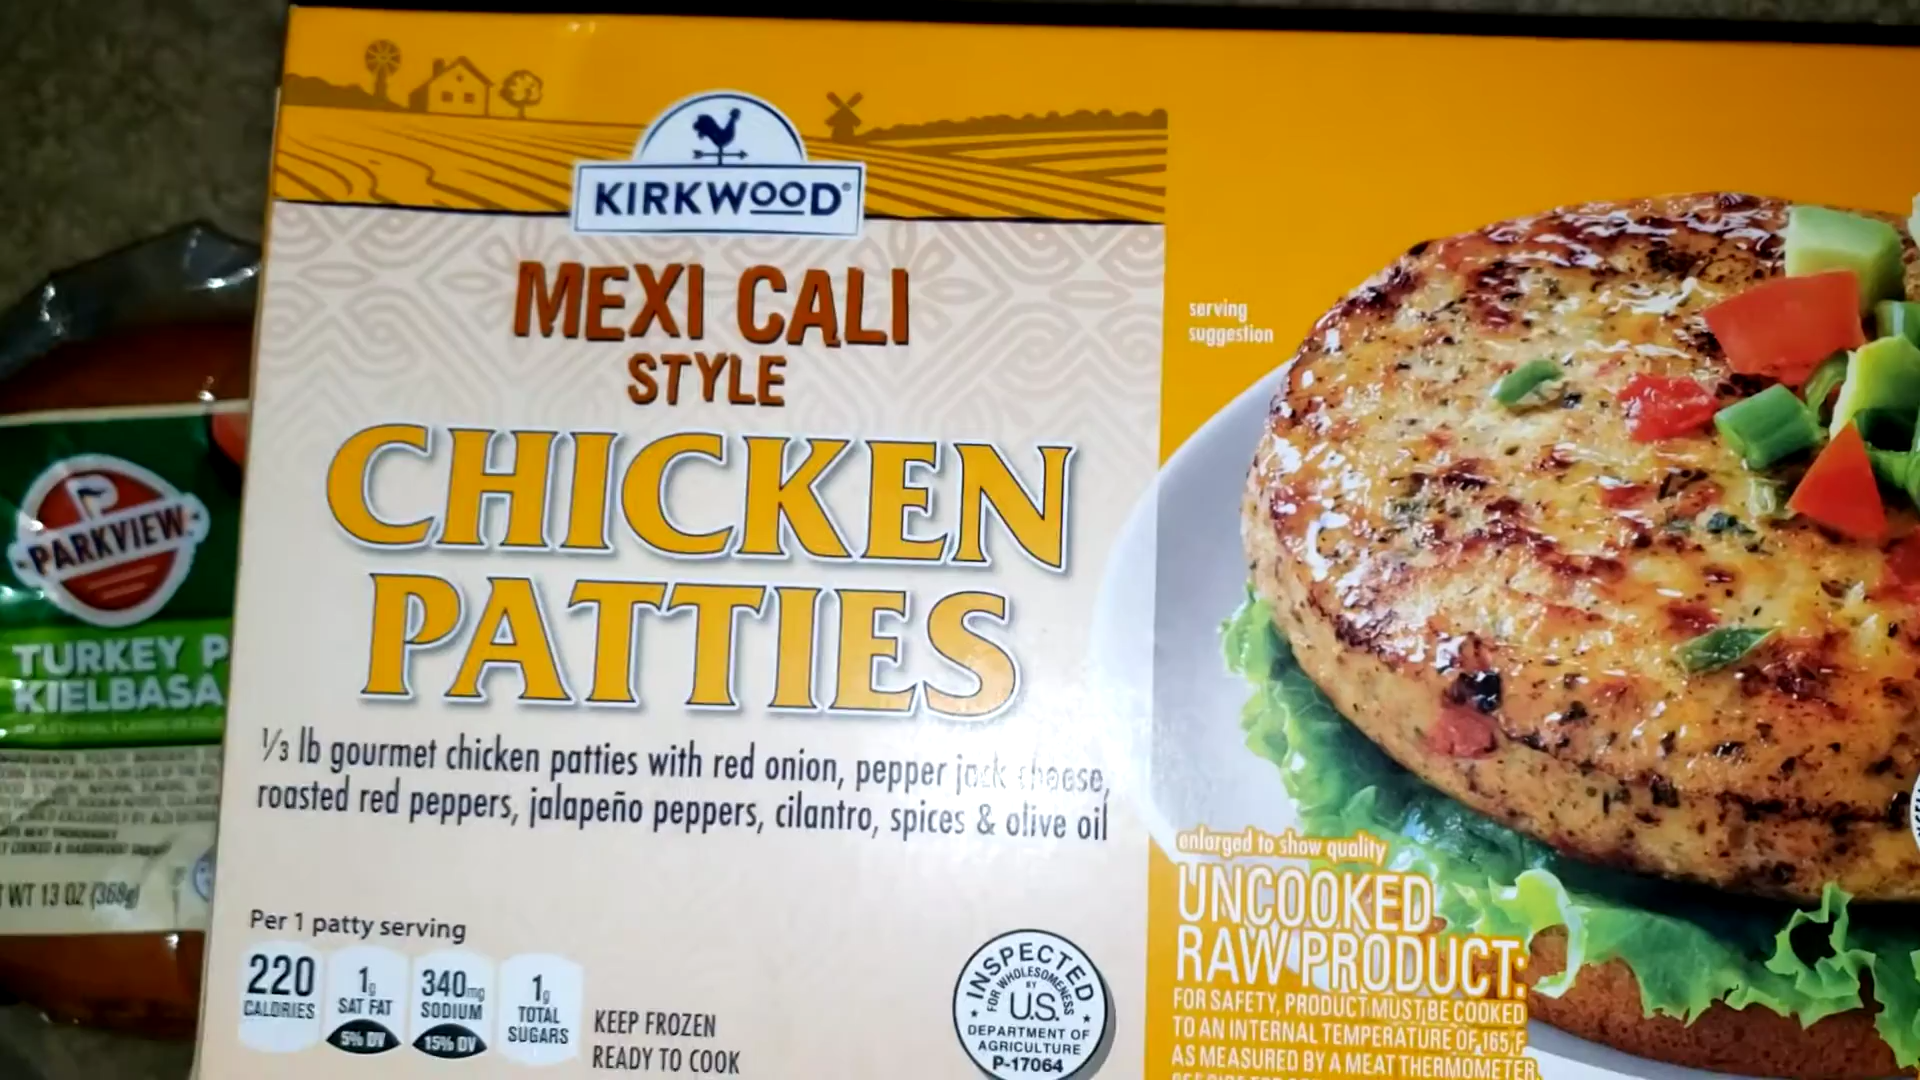 KIRKWOOD
MEXI CALI
STYLE
CHICKEN
PATTIES
1/3 lb gourmet chicken patties with red onion, pepper jack cheese,
roasted red peppers, jalapeño peppers, cilantro, spices & olive oil
Per 1 patty serving
220
CALORIES
1g
SAT FAT
5% DV
340mg
SODIUM
15% DV
1g
TOTAL
SUGARS
KEEP FROZEN
READY TO COOK
INSPECTED
FOR WHOLESOMENESS
BY
U.S.
DEPARTMENT OF
AGRICULTURE
P-17064
serving
suggestion
enlarged to show quality
UNCOOKED
RAW PRODUCT:
FOR SAFETY, PRODUCT MUST BE COOKED
TO AN INTERNAL TEMPERATURE OF 165°F
AS MEASURED BY A MEAT THERMOMETER.
PARKVIEW
TURKEY P
KIELBASA
WT 13 OZ (368g)